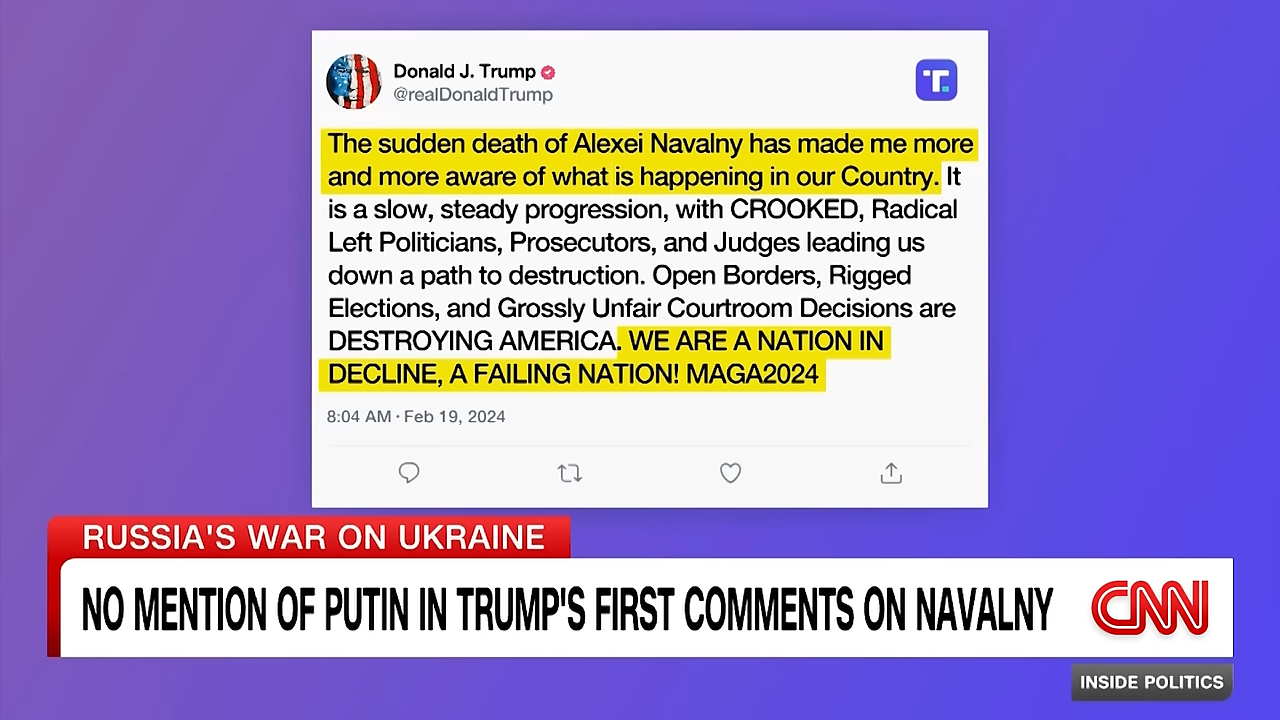 Donald J. Trump
@realDonaldTrump
The sudden death of Alexei Navalny has made me more
and more aware of what is happening in our Country. It
is a slow, steady progression, with CROOKED, Radical
Left Politicians, Prosecutors, and Judges leading us
down a path to destruction. Open Borders, Rigged
Elections, and Grossly Unfair Courtroom Decisions are
DESTROYING AMERICA. WE ARE A NATION IN
DECLINE, A FAILING NATION! MAGA2024
8:04 AM · Feb 19, 2024
RUSSIA'S WAR ON UKRAINE
NO MENTION OF PUTIN IN TRUMP'S FIRST COMMENTS ON NAVALNY
CNN
INSIDE POLITICS